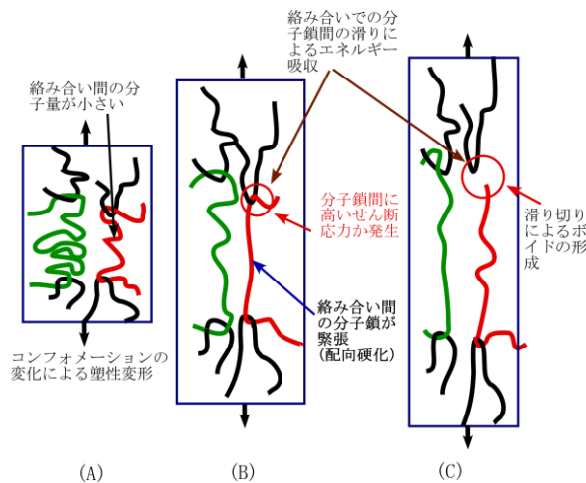 絡み合いでの分
子鎖間の滑りに
よるエネルギー
吸収
絡み合い間の分
子量が小さい
分子鎖間に
高いせん断
応力か発生
滑り切り
によるボ
イドの形
成
絡み合い間
の分子鎖が
緊張
(配向硬化)
コンフォメーションの
変化による塑性変形
(A)
(B)
(C)